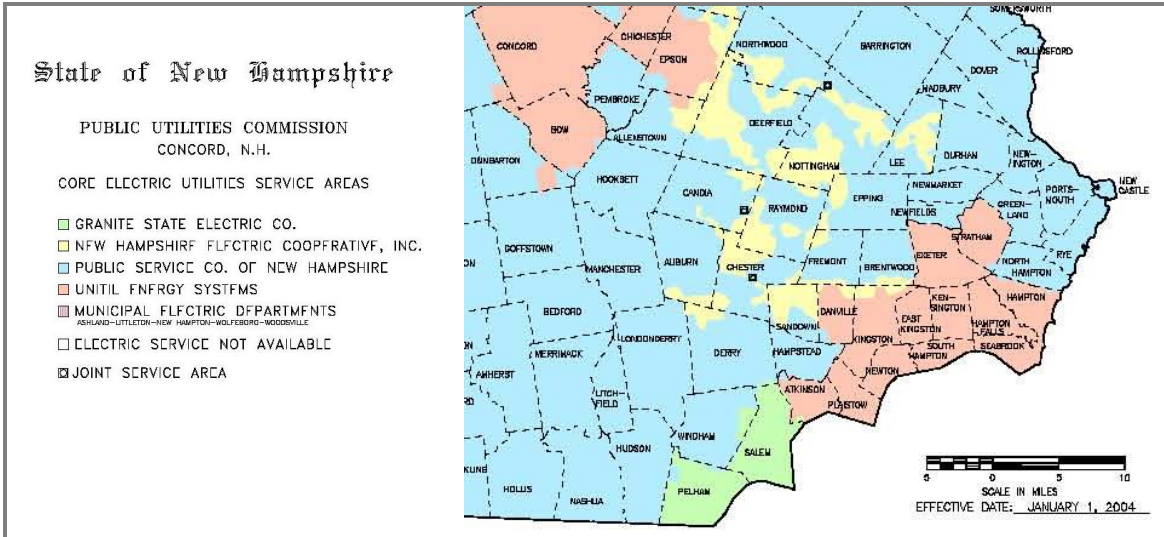 State of New Hampshire
PUBLIC UTILITIES COMMISSION
CONCORD, N.H.
CORE ELECTRIC UTILITIES SERVICE AREAS
GRANITE STATE ELECTRIC CO.
NEW HAMPSHIRE ELECTRIC COOPERATIVE, INC.
PUBLIC SERVICE CO. OF NEW HAMPSHIRE
UNITIL ENERGY SYSTEMS
MUNICIPAL ELECTRIC DEPARTMENTS
ASHLAND-LITTLETON-NEW HAMPTON-WOLFEBORO-WOODSVILLE
ELECTRIC SERVICE NOT AVAILABLE
JOINT SERVICE AREA
SOMERSWORTH
CONCORD
CHICHESTER
NORTHWOOD
BARRINGTON
ROLLINSFORD
EPSON
DOVER
MADBURY
PEMBROKE
BOW
ALLENSTOWN
DEERFIELD
DUNBARTON
NOTTINGHAM
LEE
DURHAM
NEW-
INGTON
HOOKSETT
CANDIA
RAYMOND
EPPING
NEWMARKET
NEWFIELDS
GREEN-
LAND
PORTS-
MOUTH
NEW
CASTLE
GOFFSTOWN
STRATHAM
MANCHESTER
AUBURN
CHESTER
FREMONT
BRENTWOOD
EXETER
NORTH
HAMPTON
RYE
BEDFORD
SANDOWN
DANVILLE
KEN-
SINGTON
HAMPTON
EAST
KINGSTON
HAMPTON
FALLS
LONDONDERRY
KINGSTON
SOUTH
HAMPTON
SEABROOK
MERRIMACK
DERRY
HAMPSTEAD
NEWTON
AMHERST
LITCH-
FIELD
ATKINSON
PLAISTOW
HUDSON
WINDHAM
SALEM
HOLLIS
NASHUA
PELHAM
5 0 5 10
SCALE IN MILES
EFFECTIVE DATE: JANUARY 1, 2004